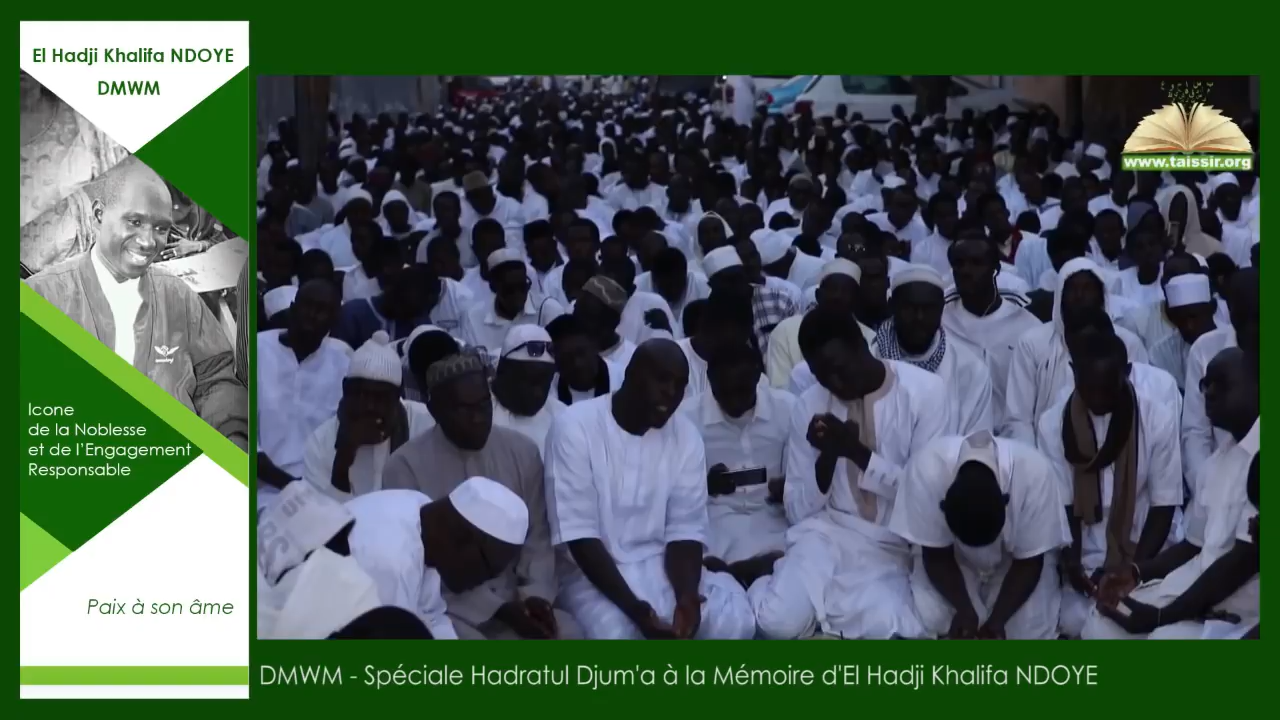 El Hadji Khalifa NDOYE
DMWM
Icone
de la Noblesse
et de l'Engagement
Responsable
Paix à son âme
www.taissir.org
DMWM - Spéciale Hadratul Djum'a à la Mémoire d'El Hadji Khalifa NDOYE